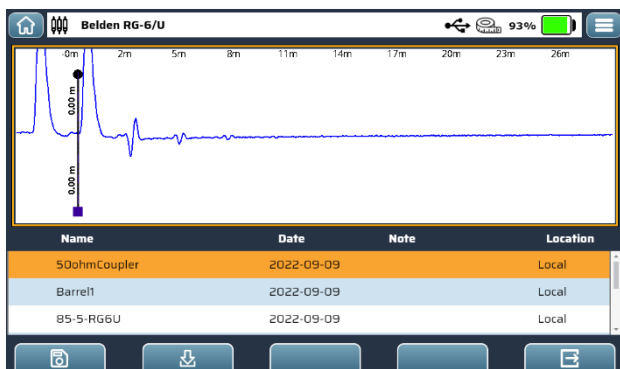 Belden RG-6/U 93%
-0m 2m 5m 8m 11m 14m 17m 20m 23m 26m
0.00 m
0.00 m
Name Date Note Location
50ohmCoupler 2022-09-09 Local
Barrel1 2022-09-09 Local
85-5-RG6U 2022-09-09 Local